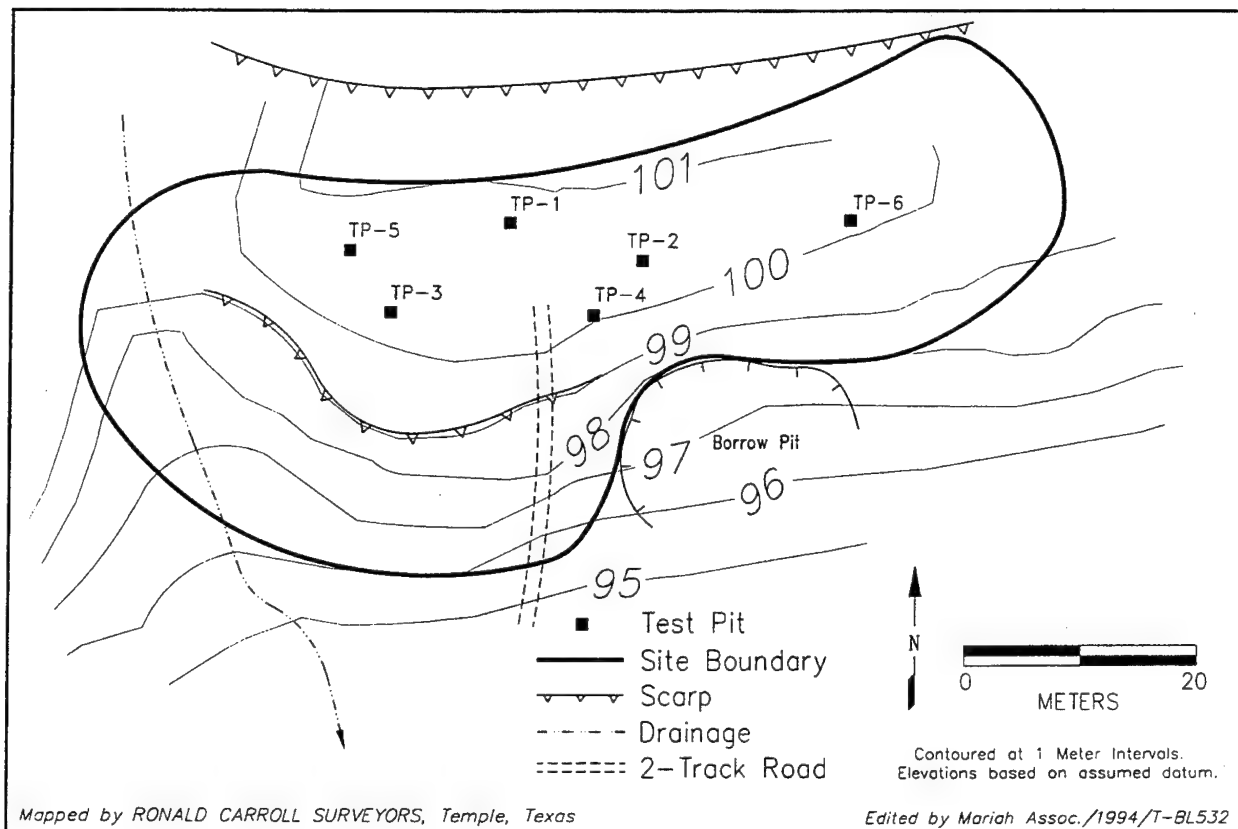 101
TP-1
TP-6
TP-5
TP-2
100
TP-3
TP-4
99
98
97
Borrow Pit
96
95
Test Pit
Site Boundary
Scarp
Drainage
2-Track Road
N
0 20
METERS
Contoured at 1 Meter Intervals.
Elevations based on assumed datum.
Mapped by RONALD CARROLL SURVEYORS, Temple, Texas
Edited by Mariah Assoc./1994/T-BL532